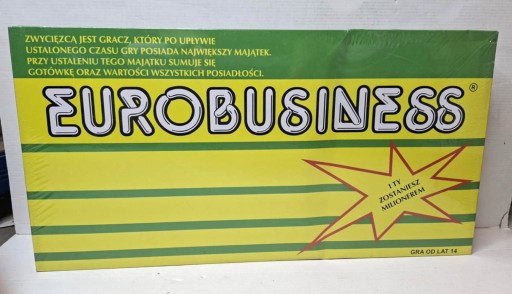 ZWYCIĘZCĄ JEST GRACZ, KTÓRY PO UPŁYWIE
USTALONEGO CZASU GRY POSIADA NAJWIĘKSZY MAJĄTEK.
PRZY USTALENIU TEGO MAJĄTKU SUMUJE SIĘ
GOTÓWKĘ ORAZ WARTOŚCI WSZYSTKICH POSIADŁOŚCI.
EUROBUSINESS®
I TY
ZOSTANIESZ
MILIONEREM
GRA OD LAT 14